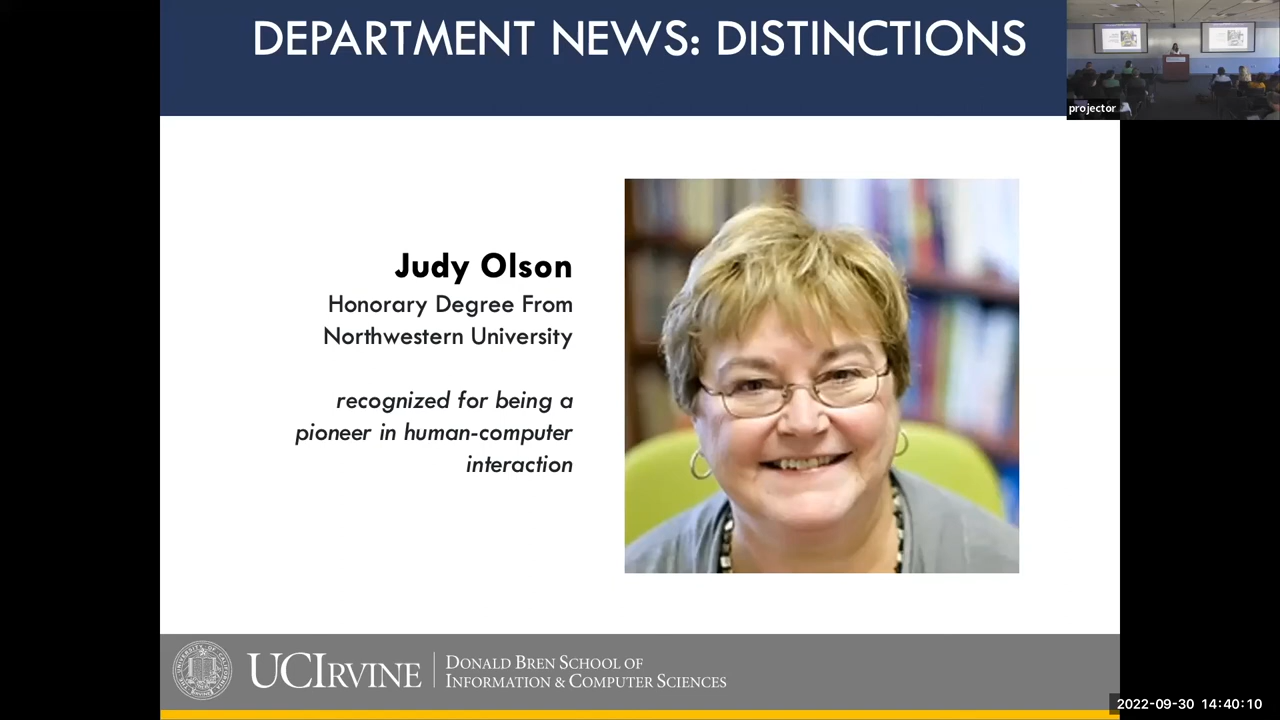 DEPARTMENT NEWS: DISTINCTIONS
projector
Judy Olson
Honorary Degree From
Northwestern University
recognized for being a
pioneer in human-computer
interaction
UCIRVINE
DONALD BREN SCHOOL OF
INFORMATION & COMPUTER SCIENCES
2022-09-30 14:40:10